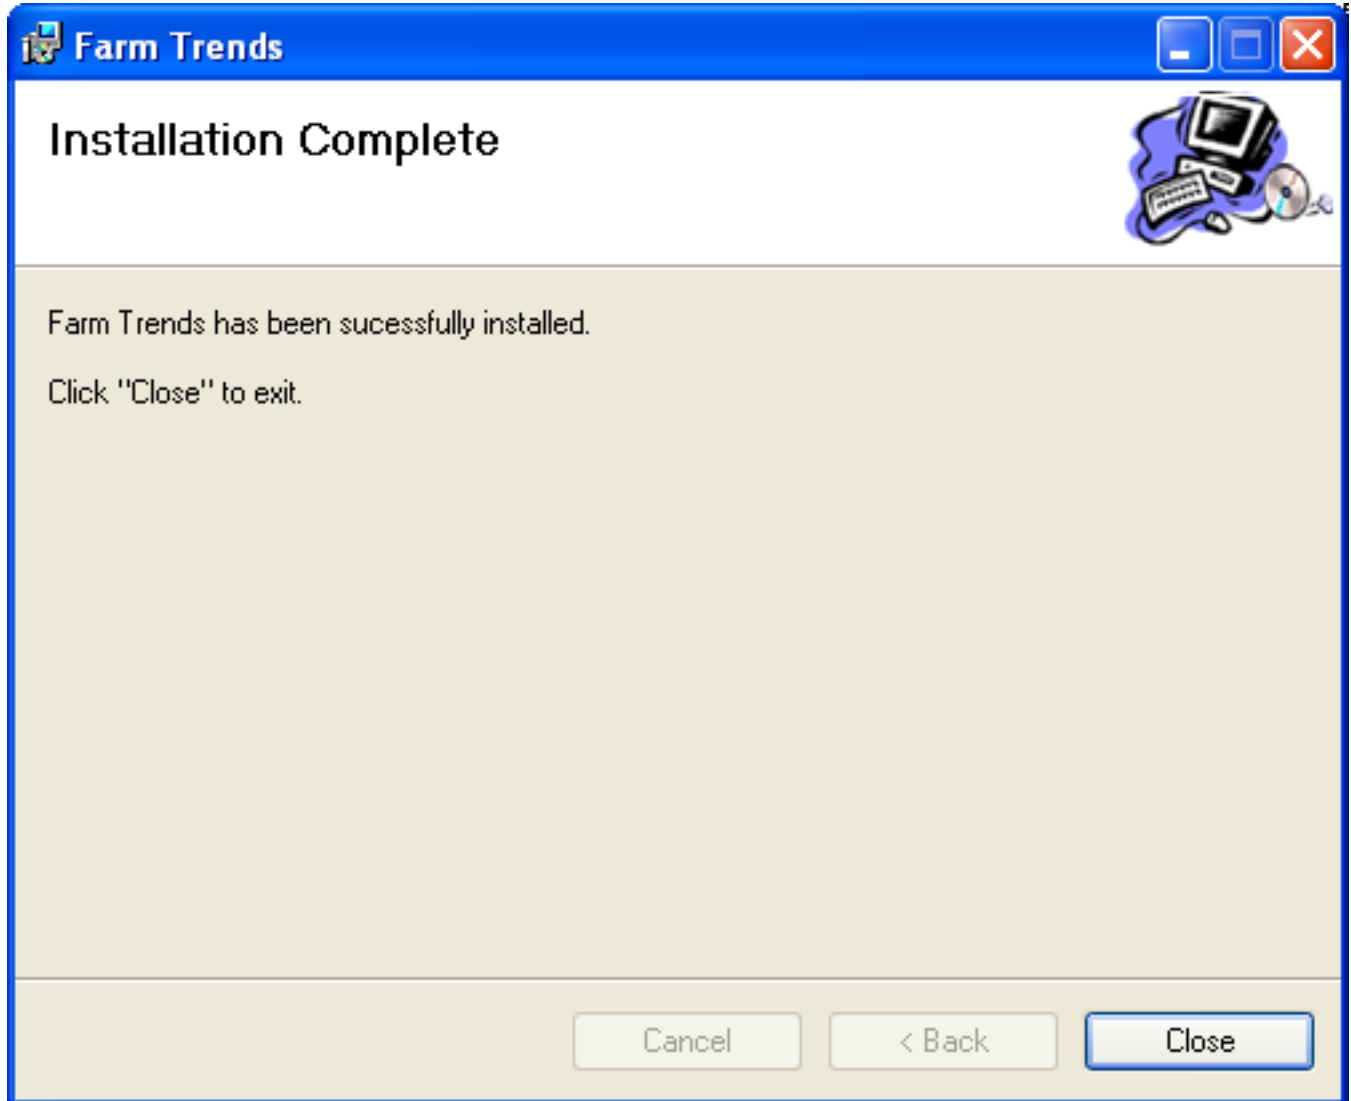 Farm Trends
Installation Complete
Farm Trends has been sucessfully installed.
Click "Close" to exit.
Cancel
< Back
Close